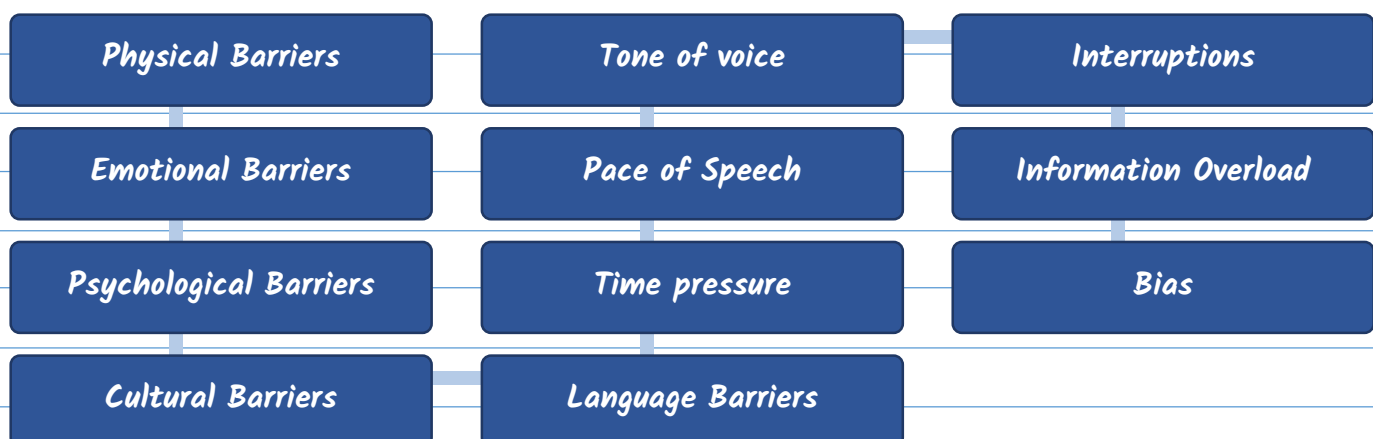 Physical Barriers
Emotional Barriers
Psychological Barriers
Cultural Barriers
Language Barriers
Time pressure
Pace of Speech
Tone of voice
Interruptions
Information Overload
Bias